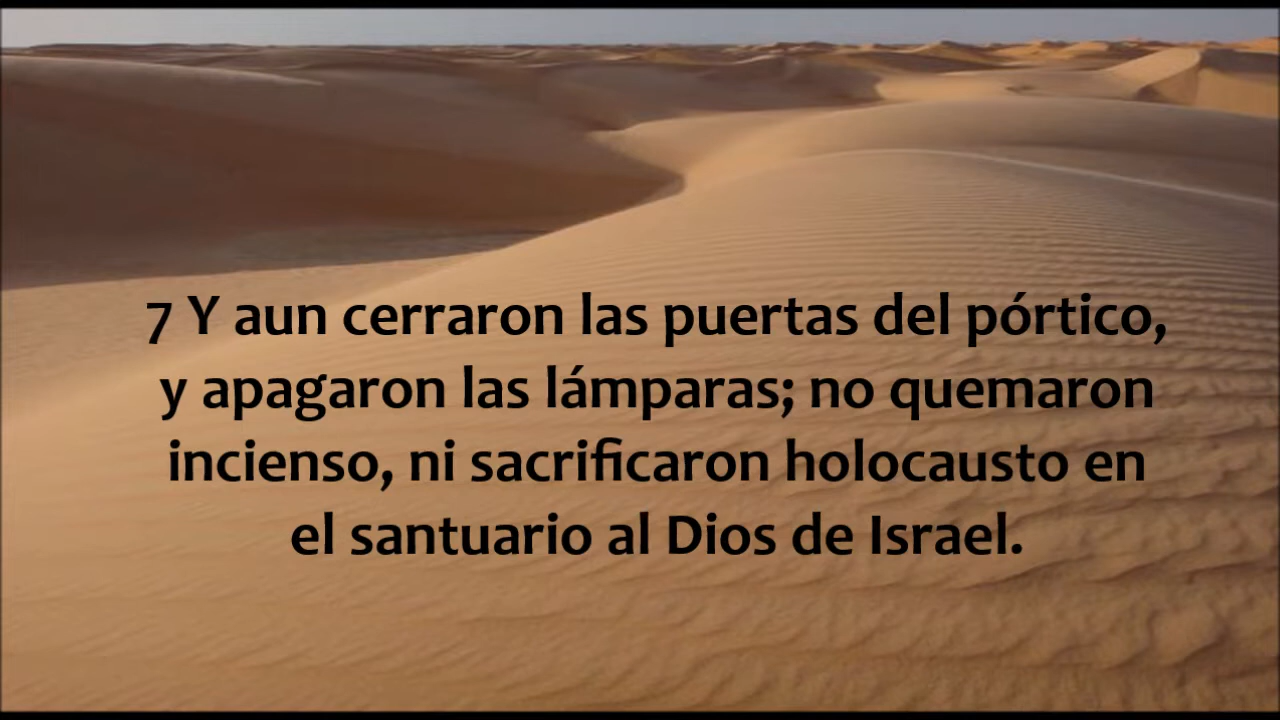 7 Y aun cerraron las puertas del pórtico,
y apagaron las lámparas; no quemaron
incienso, ni sacrificaron holocausto en
el santuario al Dios de Israel.